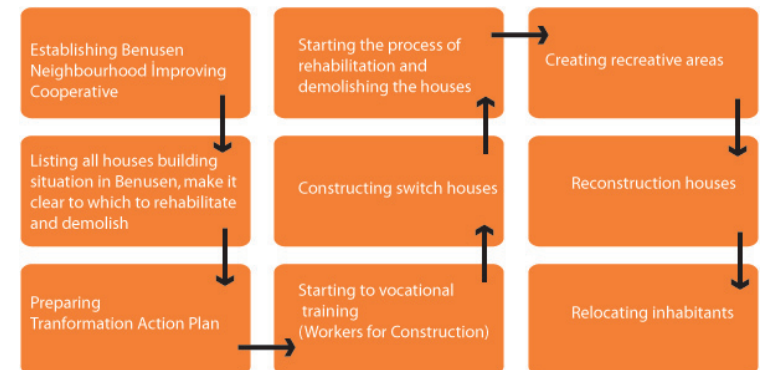 Establishing Benusen
Neighbourhood İmproving
Cooperative
Listing all houses building
situation in Benusen, make it
clear to which to rehabilitate
and demolish
Preparing
Tranformation Action Plan
Starting to vocational
training
(Workers for Construction)
Constructing switch houses
Starting the process of
rehabilitation and
demolishing the houses
Creating recreative areas
Reconstruction houses
Relocating inhabitants